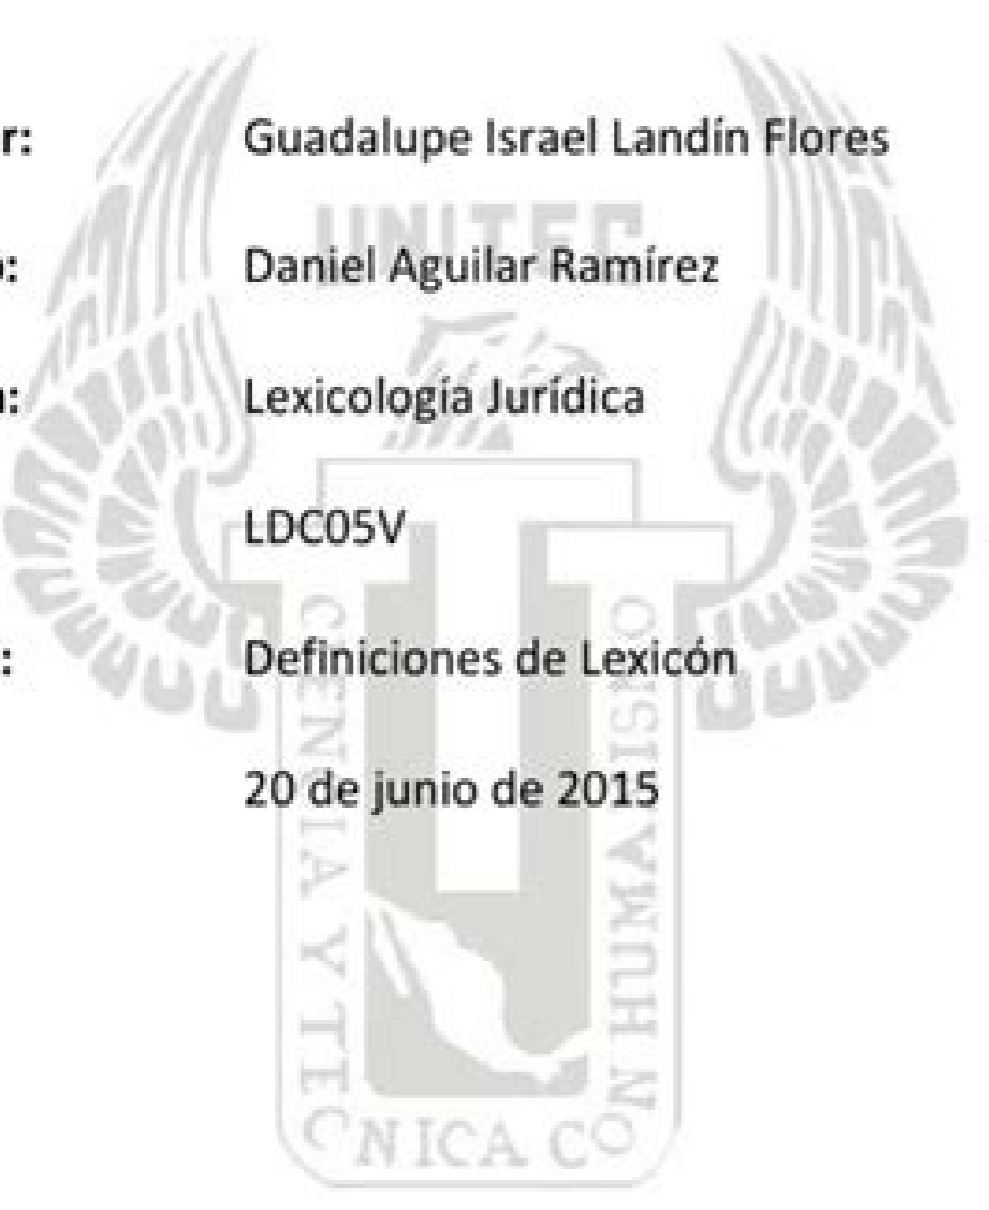 r: Guadalupe Israel Landín Flores
UNITEC
o: Daniel Aguilar Ramírez
a: Lexicología Jurídica
LDC05V
: Definiciones de Lexicón
20 de junio de 2015
CIENCIA Y TECNICA CON HUMANISMO